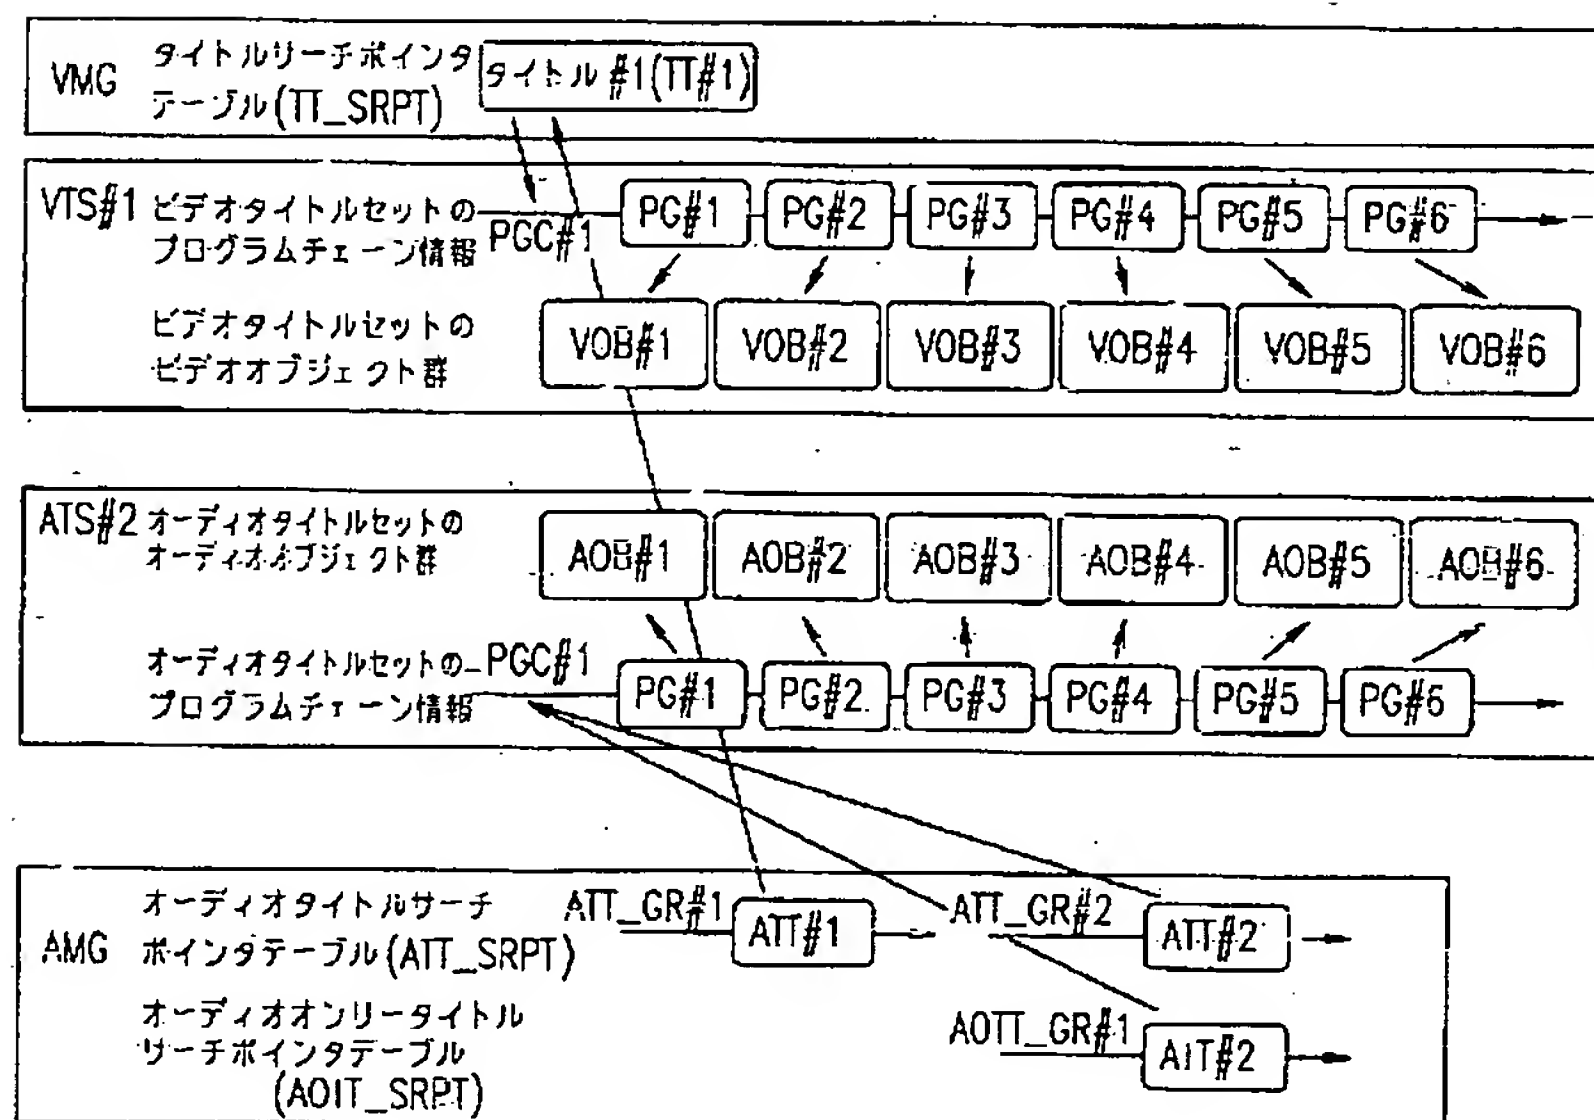 VMG
タイトルサーチポインタ
テーブル(TT_SRPT)
タイトル #1(TT#1)
VTS#1
ビデオタイトルセットの
プログラムチェーン情報
PGC#1
PG#1
PG#2
PG#3
PG#4
PG#5
PG#6
ビデオタイトルセットの
ビデオオブジェクト群
VOB#1
VOB#2
VOB#3
VOB#4
VOB#5
VOB#6
ATS#2
オーディオタイトルセットの
オーディオオブジェクト群
AOB#1
AOB#2
AOB#3
AOB#4
AOB#5
AOB#6
オーディオタイトルセットの
プログラムチェーン情報
PGC#1
PG#1
PG#2
PG#3
PG#4
PG#5
PG#6
AMG
オーディオタイトルサーチ
ポインタテーブル(ATT_SRPT)
ATT_GR#1
ATT#1
ATT_GR#2
ATT#2
オーディオオンリータイトル
サーチポインタテーブル
(AOIT_SRPT)
AOTT_GR#1
AIT#2